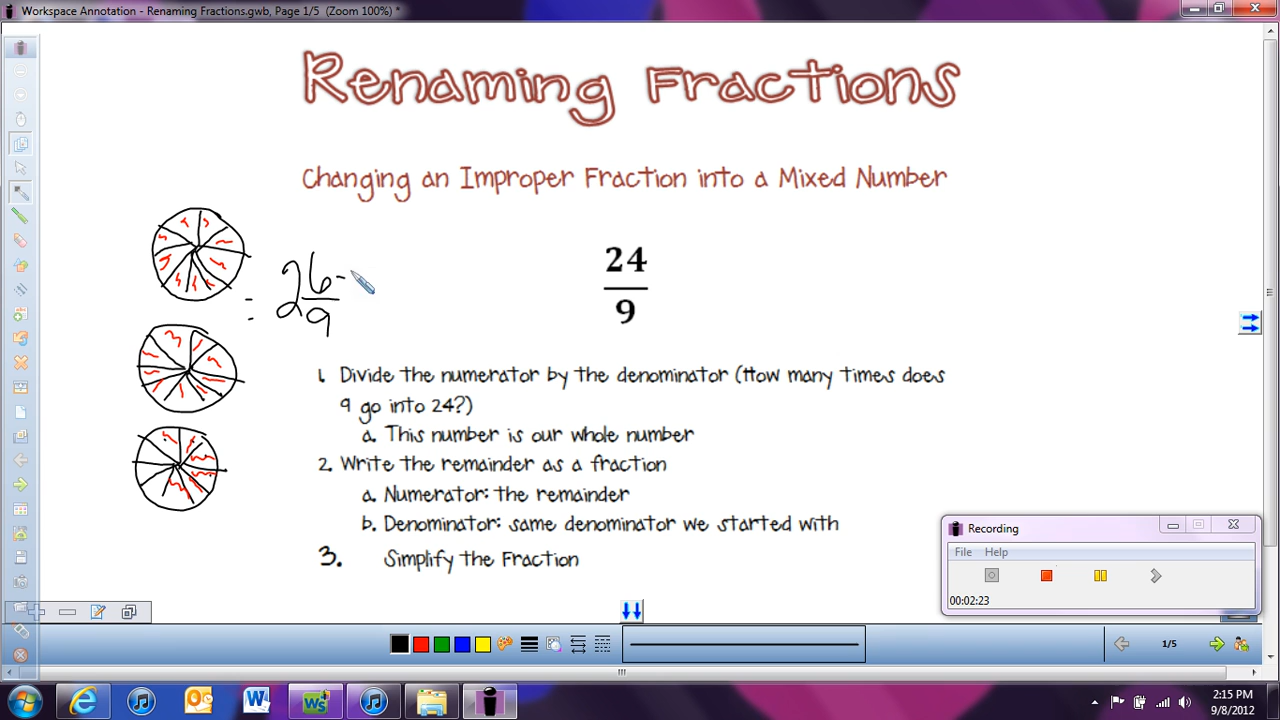 Workspace Annotation - Renaming Fractions.gwb, Page 1/5 (Zoom 100%) *
Renaming Fractions
Changing an Improper Fraction into a Mixed Number
24
9
= 2 6 -
9
1. Divide the numerator by the denominator (How many times does
9 go into 24?)
a. This number is our whole number
2. Write the remainder as a fraction
a. Numerator: the remainder
b. Denominator: same denominator we started with
3. Simplify the Fraction
Recording
File Help
00:02:23
1/5
2:15 PM
9/8/2012